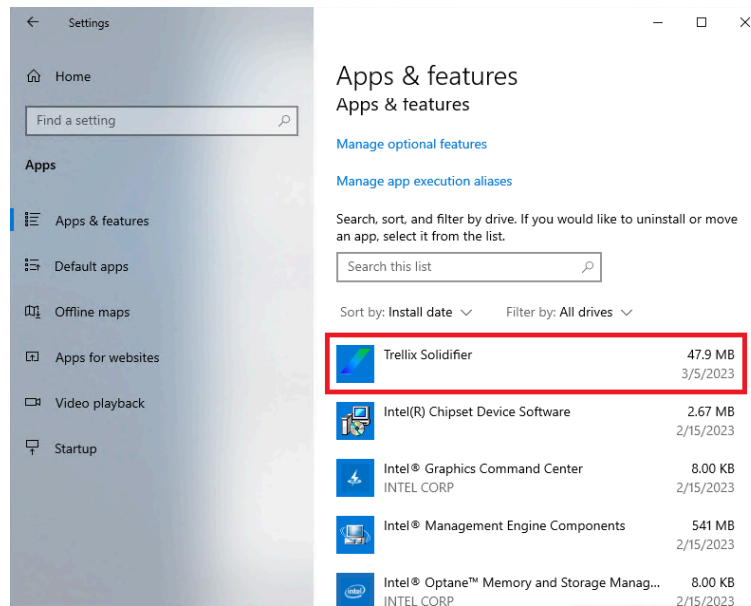 Settings
Home
Find a setting
Apps
Apps & features
Default apps
Offline maps
Apps for websites
Video playback
Startup
Apps & features
Apps & features
Manage optional features
Manage app execution aliases
Search, sort, and filter by drive. If you would like to uninstall or move
an app, select it from the list.
Search this list
Sort by: Install date Filter by: All drives
Trellix Solidifier 47.9 MB
3/5/2023
Intel(R) Chipset Device Software 2.67 MB
2/15/2023
Intel® Graphics Command Center 8.00 KB
INTEL CORP 2/15/2023
Intel® Management Engine Components 541 MB
2/15/2023
intel
Intel® Optane™ Memory and Storage Manag... 8.00 KB
INTEL CORP 2/15/2023